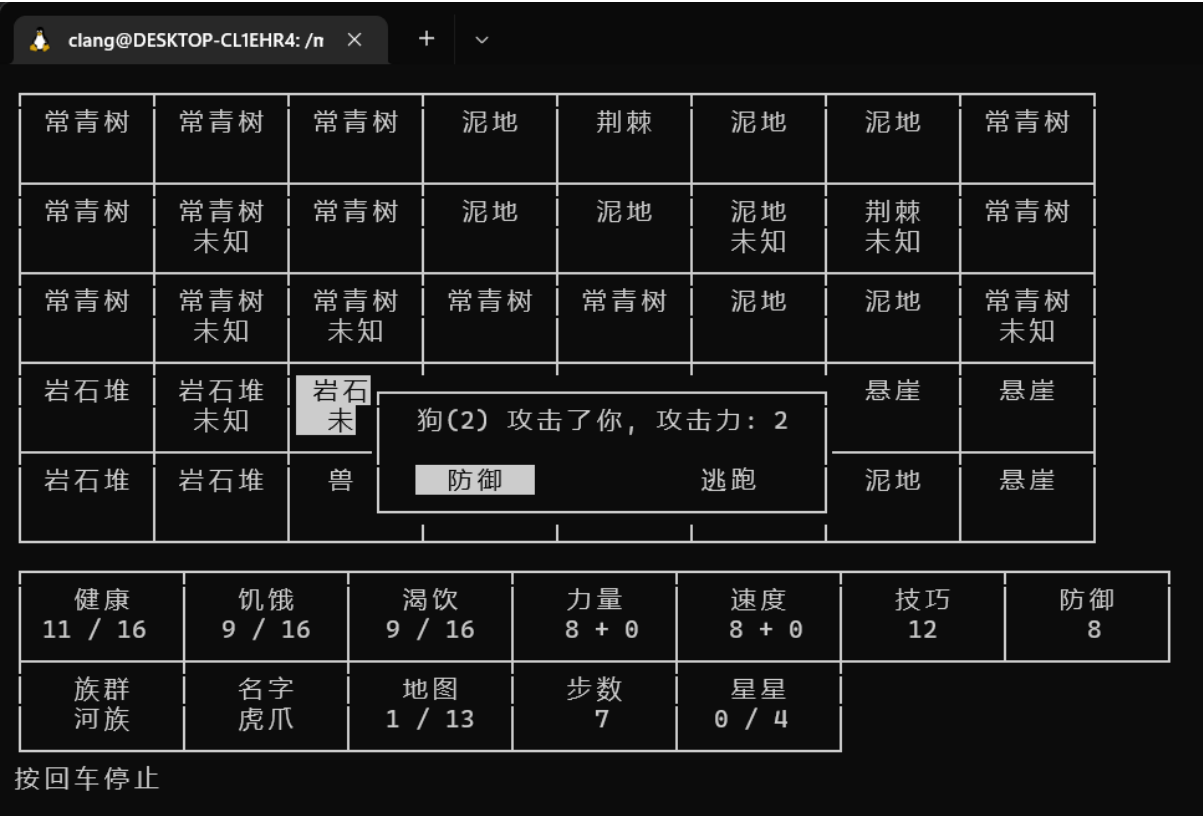 clang@DESKTOP-CL1EHR4: /n
常青树 常青树 常青树 泥地 荆棘 泥地 泥地 常青树
常青树 常青树 常青树 泥地 泥地 泥地 荆棘 常青树
未知 未知 未知
常青树 常青树 常青树 常青树 常青树 泥地 泥地 常青树
未知 未知 未知
岩石堆 岩石堆 岩石 悬崖 悬崖
未知 未
狗(2) 攻击了你, 攻击力: 2
岩石堆 岩石堆 兽 泥地 悬崖
防御 逃跑
健康 饥饿 渴饮 力量 速度 技巧 防御
11 / 16 9 / 16 9 / 16 8 + 0 8 + 0 12 8
族群 名字 地图 步数 星星
河族 虎爪 1 / 13 7 0 / 4
按回车停止